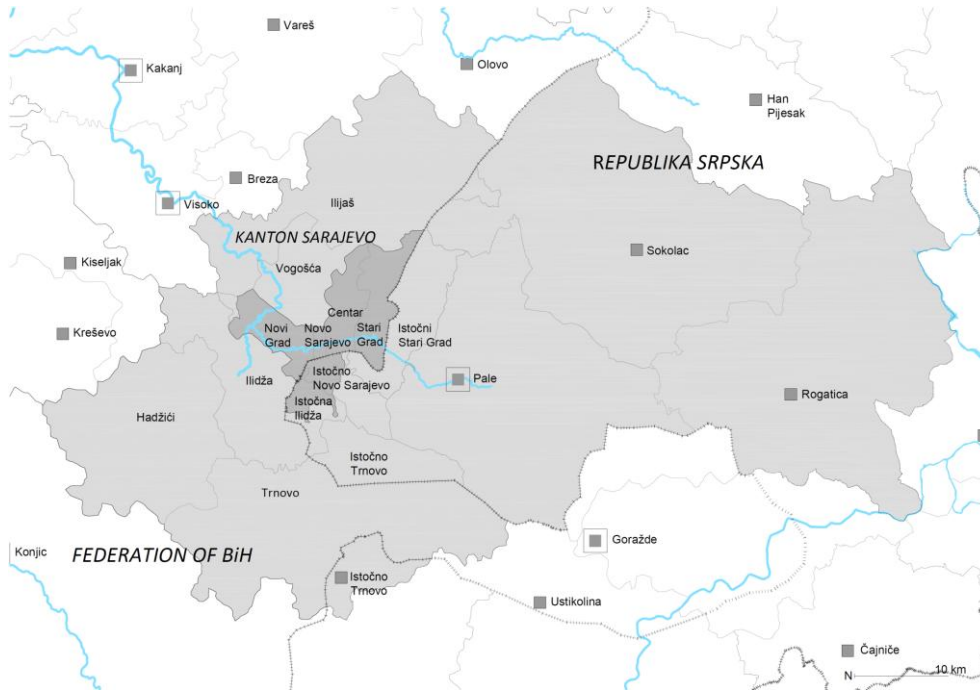 Vareš
Olovo
Kakanj
Han
Pijesak
REPUBLIKA SRPSKA
Breza
Visoko
Ilijaš
KANTON SARAJEVO
Sokolac
Kiseljak
Vogošća
Centar
Kreševo
Novi
Grad
Novo
Sarajevo
Stari
Grad
Istočni
Stari Grad
Ilidža
Istočno
Novo Sarajevo
Pale
Rogatica
Istočna
Ilidža
Hadžići
Istočno
Trnovo
Trnovo
Goražde
Konjic
FEDERATION OF BiH
Istočno
Trnovo
Ustikolina
Čajniče
N
10 km